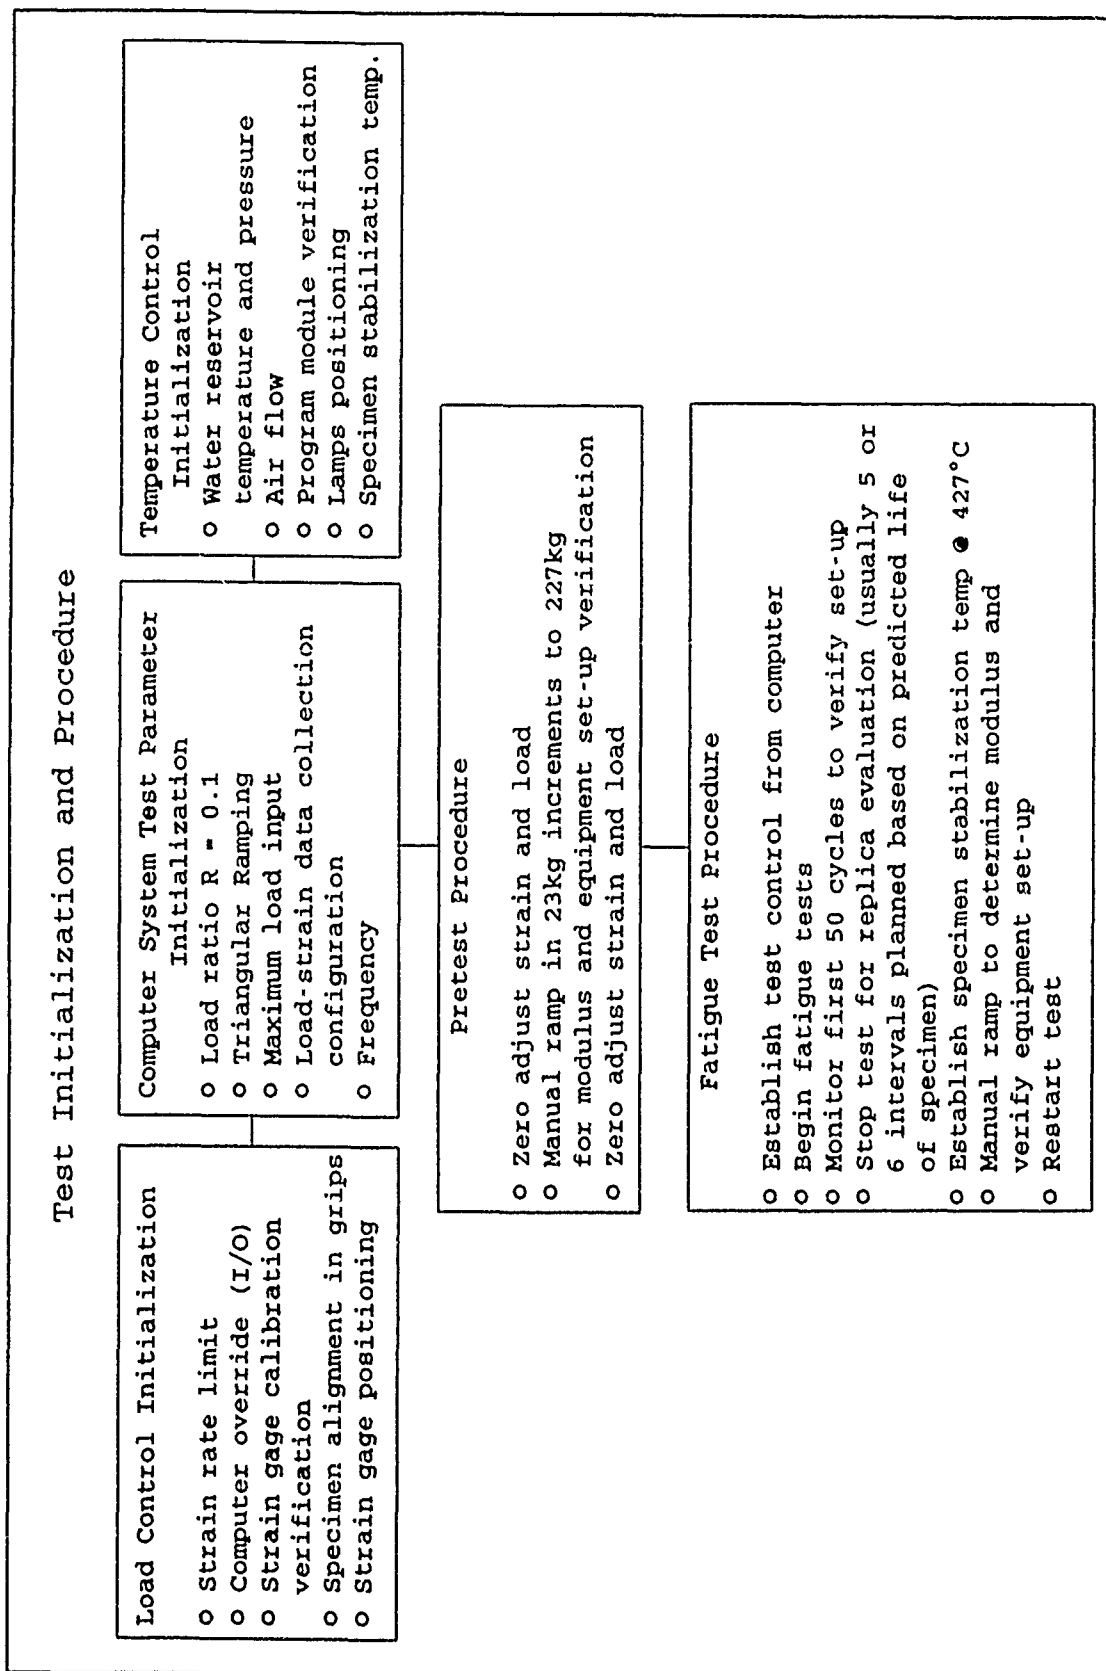 Test Initialization and Procedure
Load Control Initialization
o Strain rate limit
o Computer override (I/O)
o Strain gage calibration
verification
o Specimen alignment in grips
o Strain gage positioning
Computer System Test Parameter
Initialization
o Load ratio R = 0.1
o Triangular Ramping
o Maximum load input
o Load-strain data collection
configuration
o Frequency
Temperature Control
Initialization
o Water reservoir
temperature and pressure
o Air flow
o Program module verification
o Lamps positioning
o Specimen stabilization temp.
Pretest Procedure
o Zero adjust strain and load
o Manual ramp in 23kg increments to 227kg
for modulus and equipment set-up verification
o Zero adjust strain and load
Fatigue Test Procedure
o Establish test control from computer
o Begin fatigue tests
o Monitor first 50 cycles to verify set-up
o Stop test for replica evaluation (usually 5 or
6 intervals planned based on predicted life
of specimen)
o Establish specimen stabilization temp @ 427°C
o Manual ramp to determine modulus and
verify equipment set-up
o Restart test